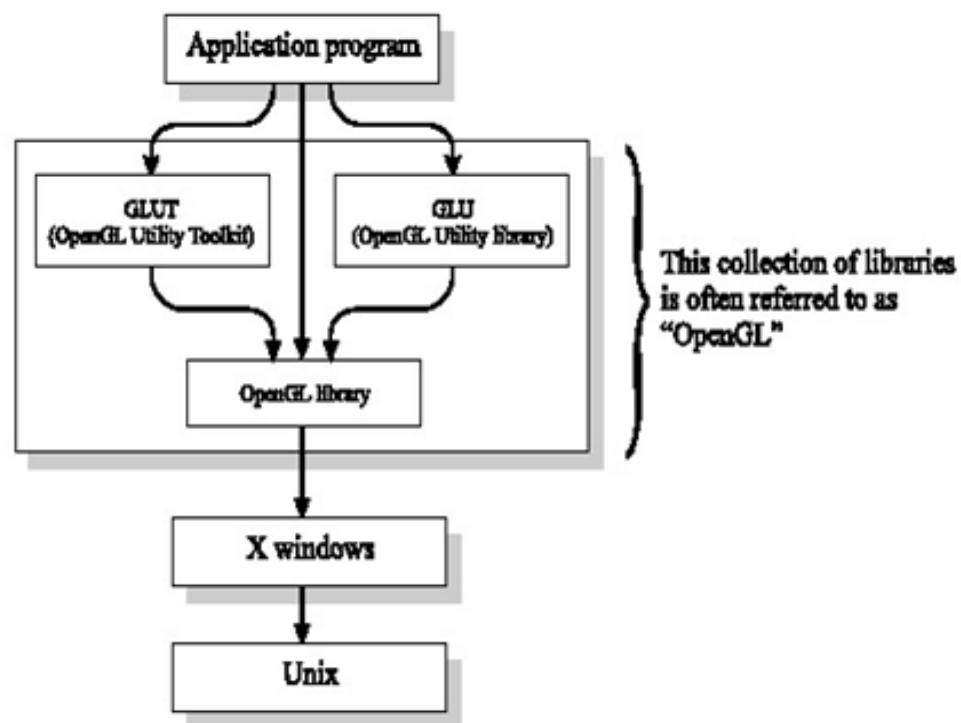 Application program
GLUT
(OpenGL Utility Toolkit)
GLU
(OpenGL Utility library)
This collection of libraries
is often referred to as
“OpenGL”
OpenGL library
X windows
Unix